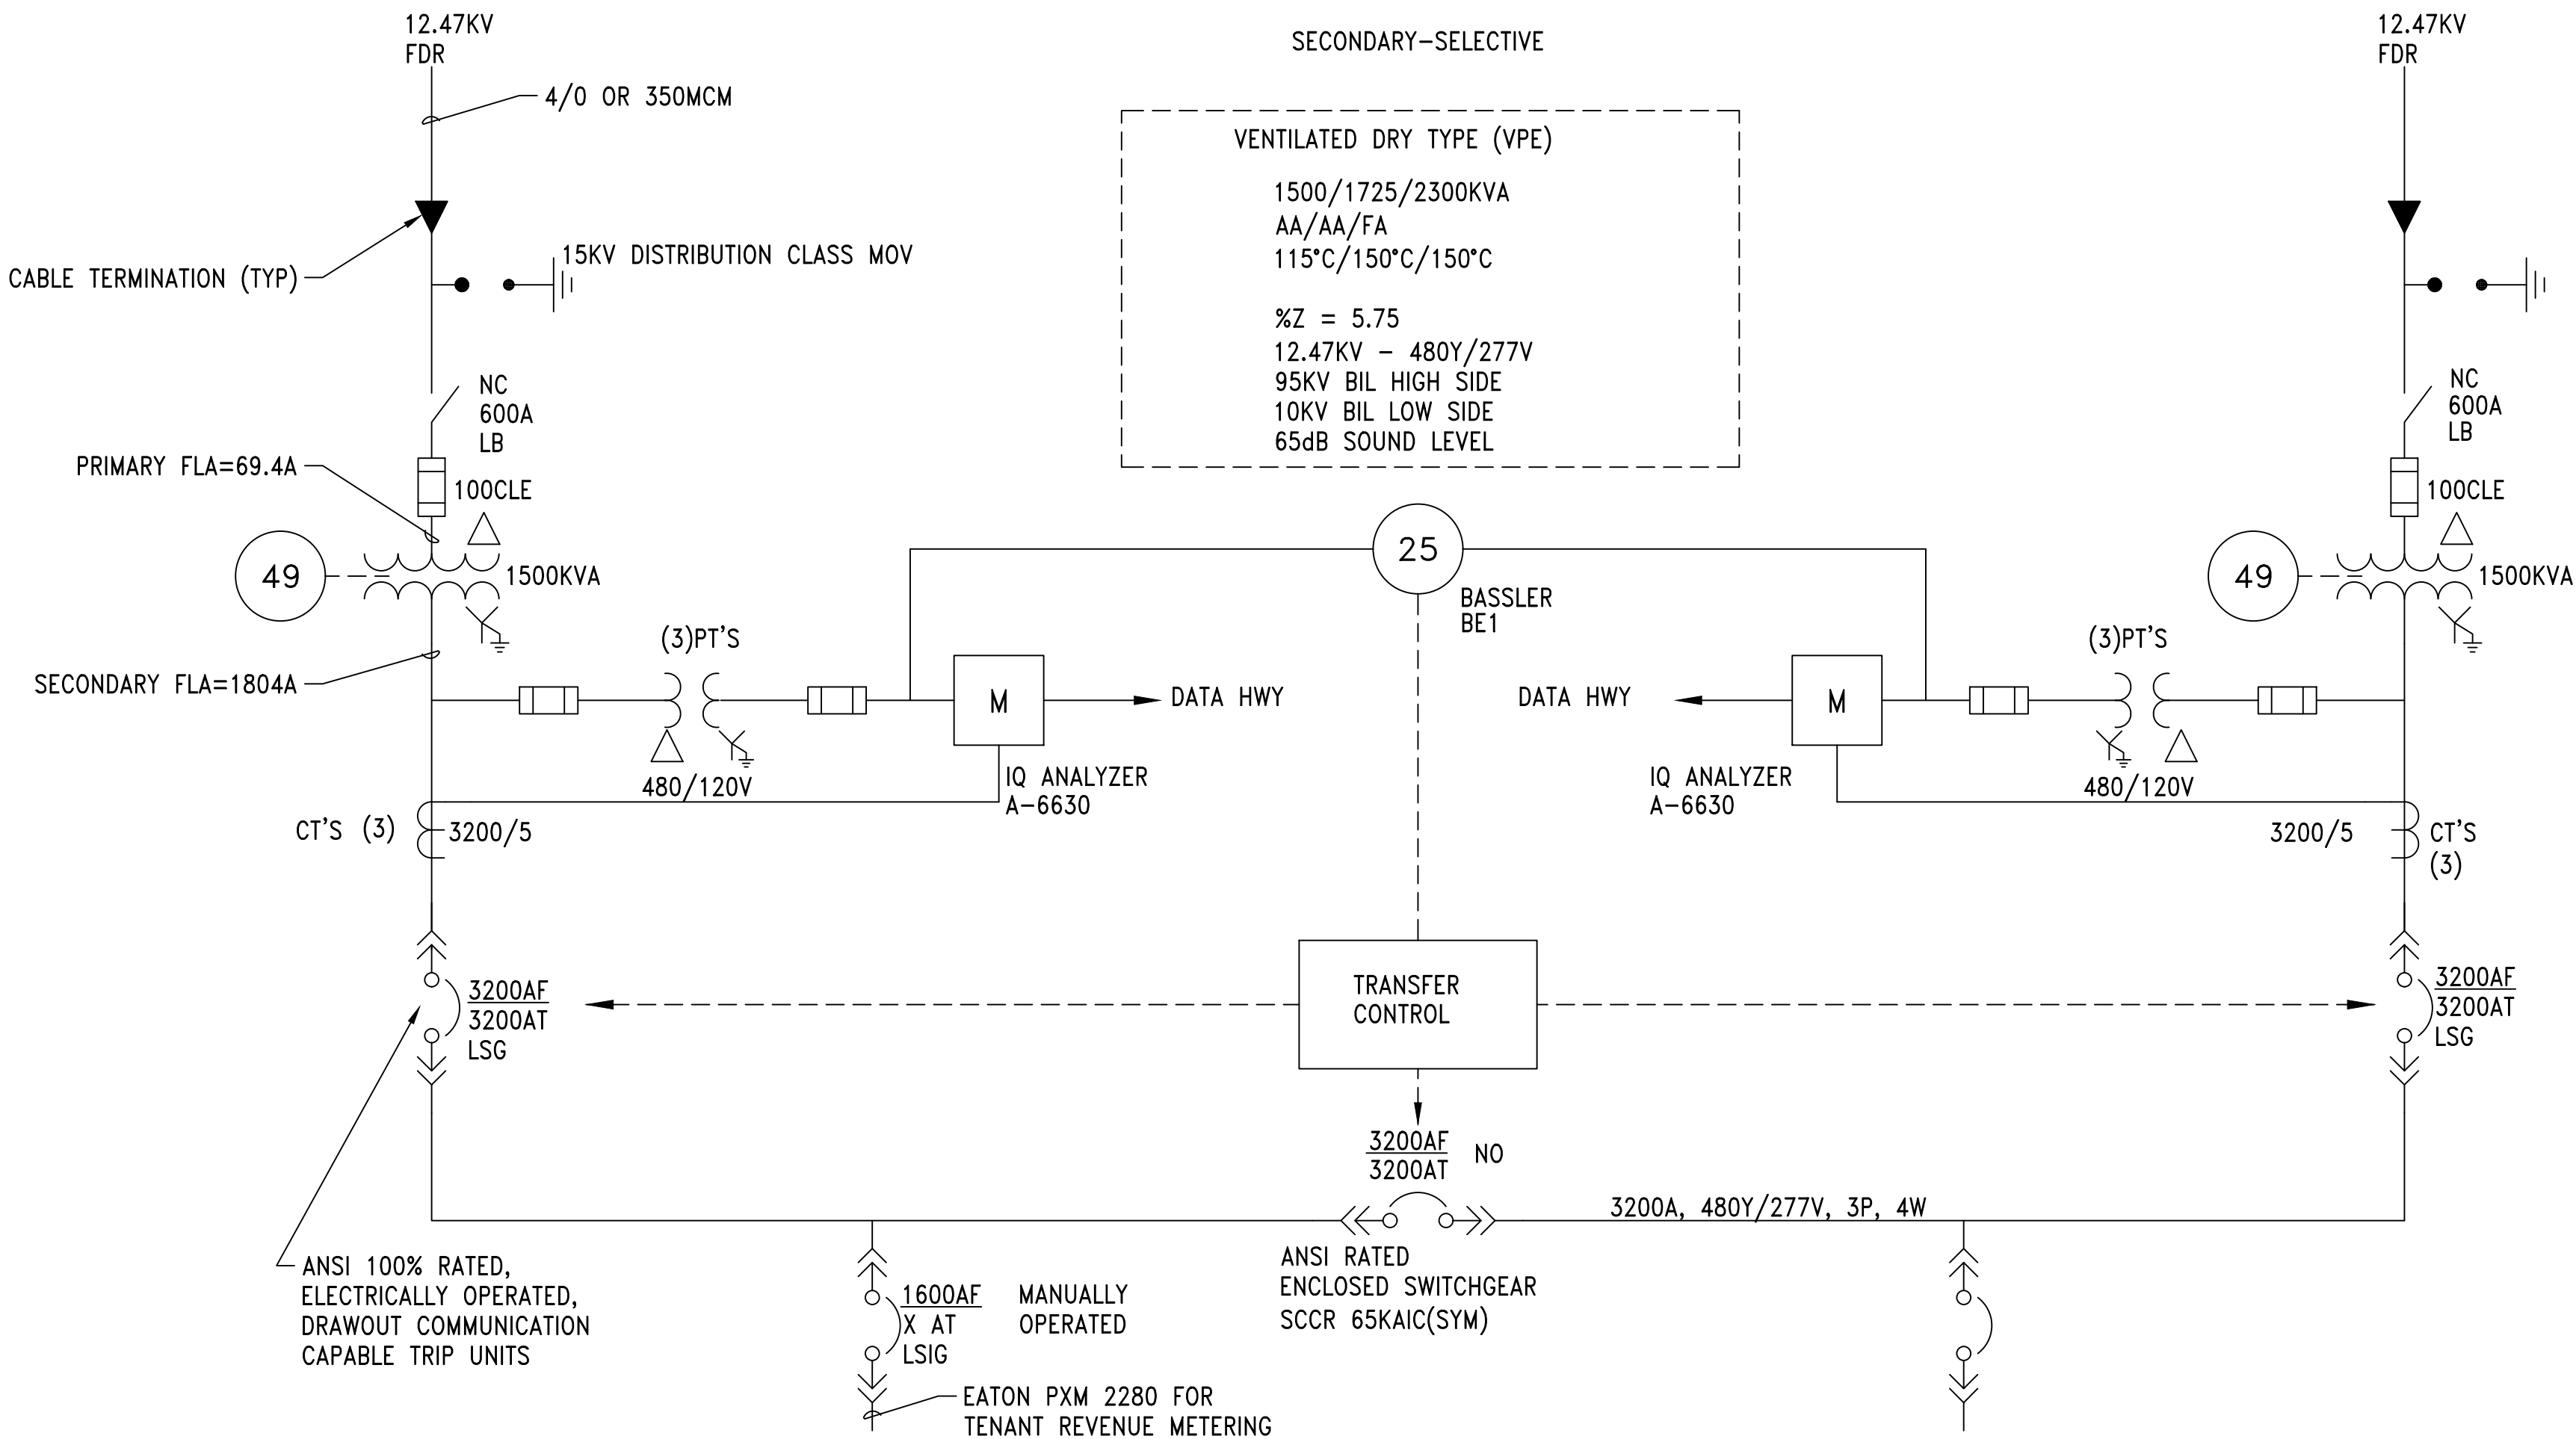 12.47KV
FDR
SECONDARY-SELECTIVE
12.47KV
FDR
4/0 OR 350MCM
VENTILATED DRY TYPE (VPE)
1500/1725/2300KVA
AA/AA/FA
115°C/150°C/150°C
%Z = 5.75
12.47KV - 480Y/277V
95KV BIL HIGH SIDE
10KV BIL LOW SIDE
65dB SOUND LEVEL
15KV DISTRIBUTION CLASS MOV
CABLE TERMINATION (TYP)
NC
600A
LB
NC
600A
LB
PRIMARY FLA=69.4A
100CLE
100CLE
49
1500KVA
25
BASSLER
BE1
49
1500KVA
(3)PT'S
(3)PT'S
SECONDARY FLA=1804A
M
DATA HWY
DATA HWY
M
480/120V
IQ ANALYZER
A-6630
IQ ANALYZER
A-6630
480/120V
CT'S (3)
3200/5
3200/5
CT'S
(3)
3200AF
3200AT
LSG
TRANSFER
CONTROL
3200AF
3200AT
LSG
3200AF
3200AT
NO
3200A, 480Y/277V, 3P, 4W
ANSI 100% RATED,
ELECTRICALLY OPERATED,
DRAWOUT COMMUNICATION
CAPABLE TRIP UNITS
1600AF
X AT
LSIG
MANUALLY
OPERATED
ANSI RATED
ENCLOSED SWITCHGEAR
SCCR 65KAIC(SYM)
EATON PXM 2280 FOR
TENANT REVENUE METERING